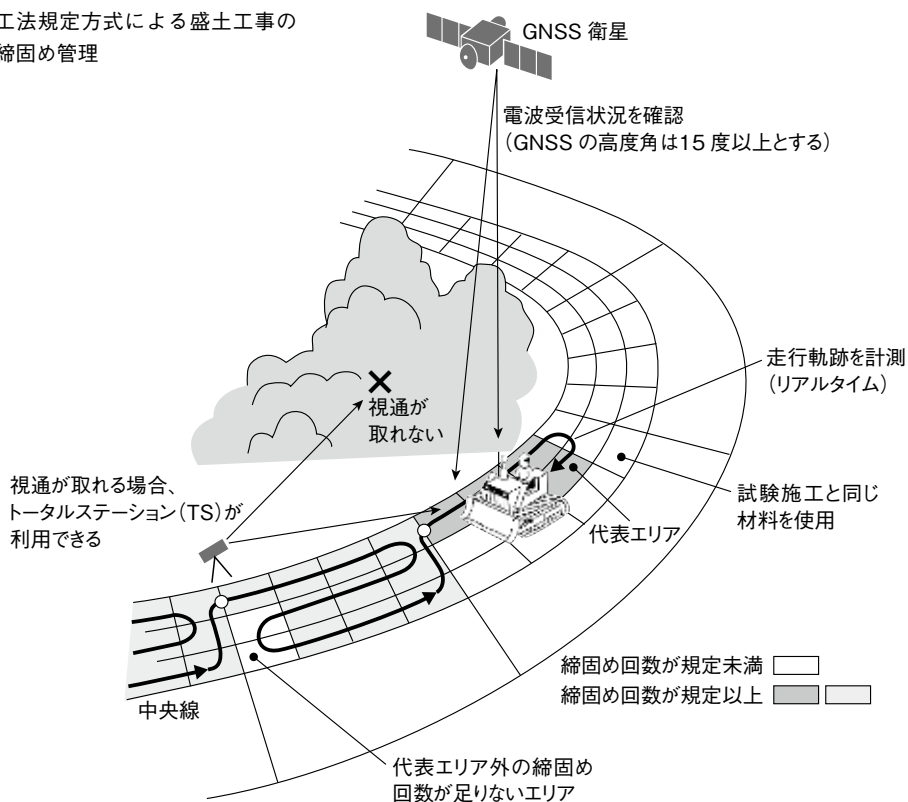 工法規定方式による盛土工事の
締固め管理
GNSS 衛星
電波受信状況を確認
(GNSS の高度角は15 度以上とする)
走行軌跡を計測
(リアルタイム)
視通が
取れない
視通が取れる場合、
トータルステーション(TS)が
利用できる
試験施工と同じ
材料を使用
代表エリア
締固め回数が規定未満
締固め回数が規定以上
中央線
代表エリア外の締固め
回数が足りないエリア